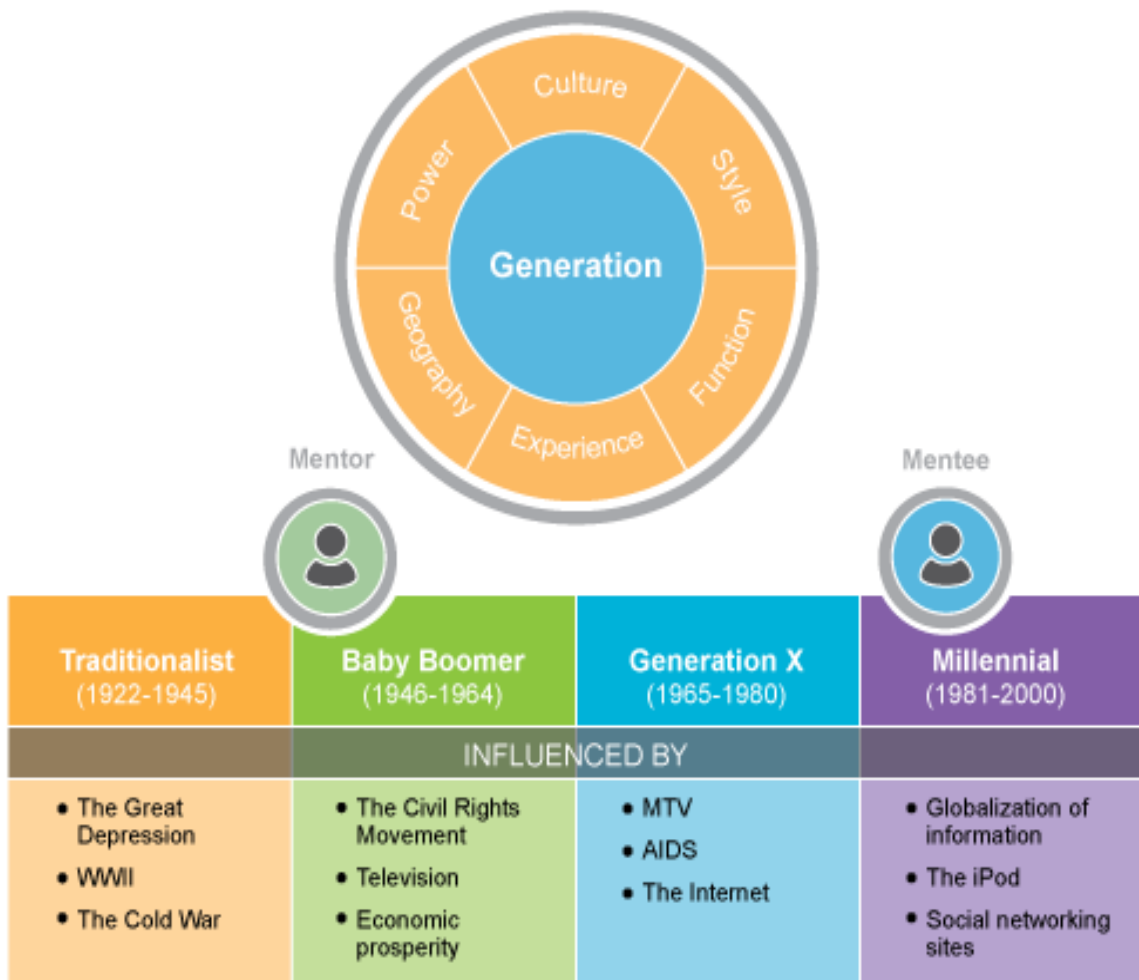 Culture
Power
Style
Generation
Geography
Function
Experience
Mentor
Mentee
Traditionalist
(1922-1945)
Baby Boomer
(1946-1964)
Generation X
(1965-1980)
Millennial
(1981-2000)
INFLUENCED BY
• The Great
Depression
• WWII
• The Cold War
• The Civil Rights
Movement
• Television
• Economic
prosperity
• MTV
• AIDS
• The Internet
• Globalization of
information
• The iPod
• Social networking
sites